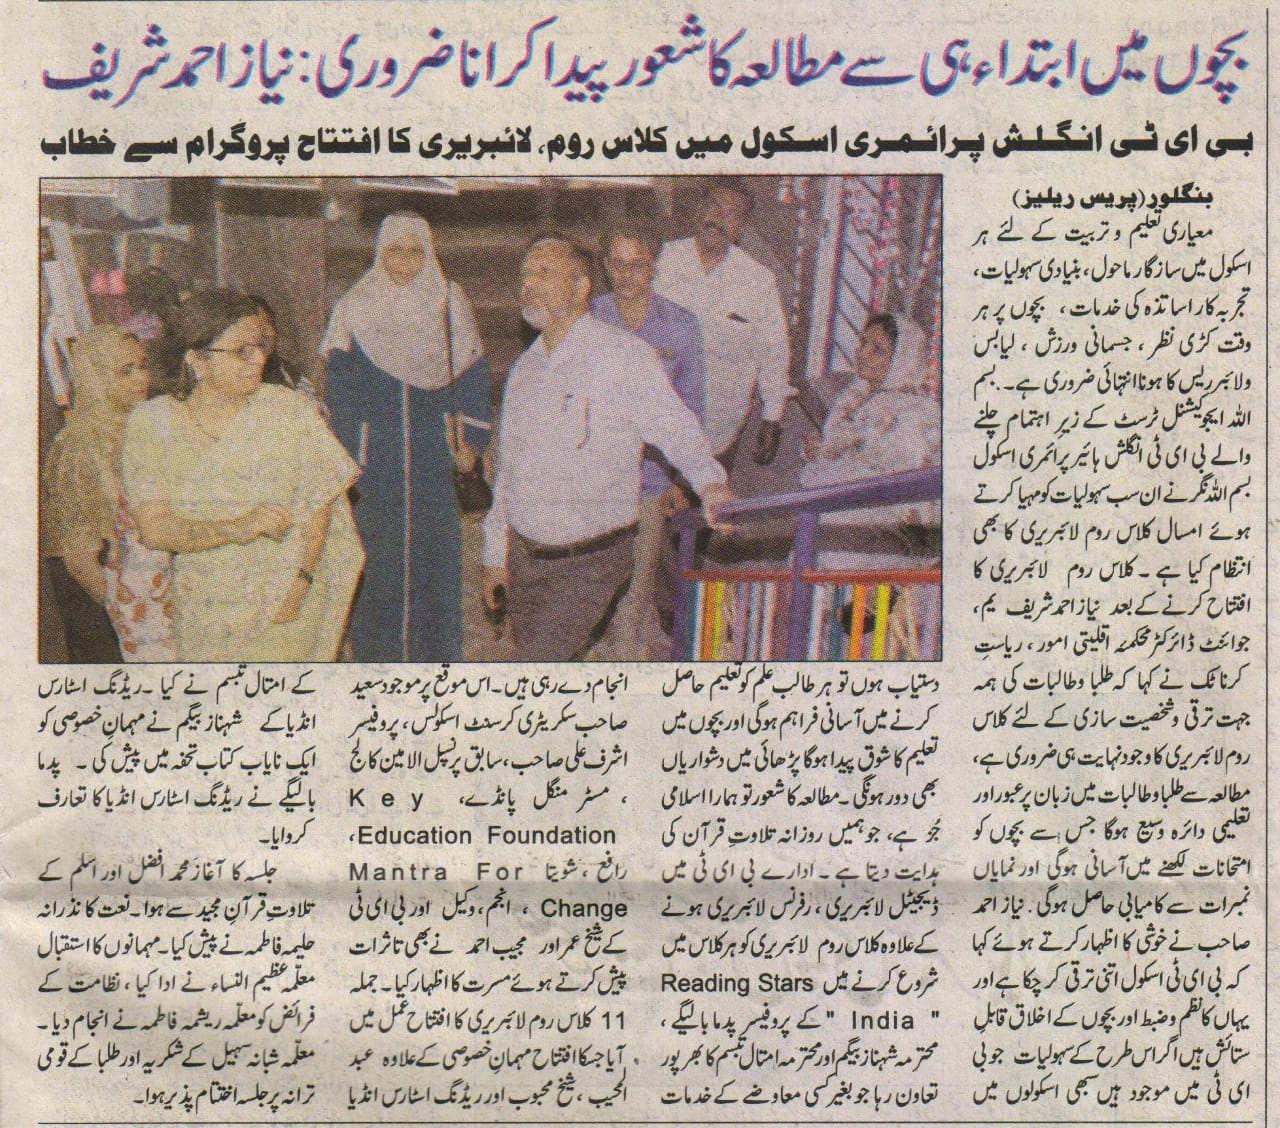 بچوں میں ابتداء ہی سے مطالعہ کا شعور پیدا کرانا ضروری: نیاز احمد شریف
بی ای ٹی انگلش پرائمری اسکول میں کلاس روم، لائبریری کا افتتاح پروگرام سے خطاب
بنگلور (پریس ریلیز)
معیاری تعلیم و تربیت کے لئے ہر
اسکول میں سازگار ماحول، بنیادی سہولیات،
تجربہ کار اساتذہ کی خدمات، بچوں پر ہر
وقت کڑی نظر، جسمانی ورزش، لیابس
ولائبرریس کا ہونا انتہائی ضروری ہے۔ بسم
اللہ ایجوکیشنل ٹرسٹ کے زیر اہتمام چلنے
والے بی ای ٹی انگلش ہائیر پرائمری اسکول
بسم اللہ نگر نے ان سب سہولیات کو مہیا کرتے
ہوئے امسال کلاس روم لائبریری کا بھی
انتظام کیا ہے۔ کلاس روم لائبریری کا
افتتاح کرنے کے بعد نیاز احمد شریف یم،
جوائنٹ ڈائرکٹر محکمۂ اقلیتی امور، ریاستِ
کرناٹک نے کہا کہ طلبا و طالبات کی ہمہ
جہت ترقی و شخصیت سازی کے لئے کلاس
روم لائبریری کا وجود نہایت ہی ضروری ہے،
مطالعہ سے طلبا و طالبات میں زبان پر عبور اور
تعلیمی دائرہ وسیع ہوگا جس سے بچوں کو
امتحانات لکھنے میں آسانی ہوگی اور نمایاں
نمبرات سے کامیابی حاصل ہوگی۔ نیاز احمد
صاحب نے خوشی کا اظہار کرتے ہوئے کہا
کہ بی ای ٹی اسکول اتنی ترقی کر چکا ہے اور
یہاں کا نظم و ضبط اور بچوں کے اخلاق قابلِ
ستائش ہیں اگر اس طرح کے سہولیات جو بی
ای ٹی میں موجود ہیں سبھی اسکولوں میں
دستیاب ہوں تو ہر طالب علم کو تعلیم حاصل
کرنے میں آسانی فراہم ہوگی اور بچوں میں
تعلیم کا شوق پیدا ہوگا پڑھائی میں دشواریاں
بھی دور ہونگی۔ مطالعہ کا شعور تو ہمارا اسلامی
جُز ہے، جو ہمیں روزانہ تلاوتِ قرآن کی
ہدایت دیتا ہے۔ ادارے بی ای ٹی میں
ڈیجیٹل لائبریری، رفرنس لائبریری ہونے
کے علاوہ کلاس روم لائبریری کو ہر کلاس میں
شروع کرنے میں Reading Stars
"India" کے پروفیسر پدما بالیگے،
محترمہ شہناز بیگم اور محترمہ امتال تبسم کا بھرپور
تعاون رہا جو بغیر کسی معاوضے کے خدمات
انجام دے رہی ہیں۔ اس موقع پر موجود سعید
صاحب سکریٹری کرسنٹ اسکولس، پروفیسر
اشرف علی صاحب، سابق پرنسپل الامین کالج
، مسٹر منگل پانڈے، Key
Education Foundation،
رافع، شویتا Mantra For
Change، انجم، وکیل اور بی ای ٹی
کے شیخ عمر اور مجیب احمد نے بھی تاثرات
پیش کرتے ہوئے مسرت کا اظہار کیا۔ جملہ
11 کلاس روم لائبریری کا افتتاح عمل میں
آیا جسکا افتتاح مہمانِ خصوصی کے علاوہ عبد
الحیب، شیخ محبوب اور ریڈنگ اسٹارس انڈیا
کے امتال تبسم نے کیا۔ ریڈنگ اسٹارس
انڈیا کے شہناز بیگم نے مہمانِ خصوصی کو
ایک نایاب کتاب تحفہ میں پیش کی۔ پدما
بالیگے نے ریڈنگ اسٹارس انڈیا کا تعارف
کروایا۔
جلسہ کا آغاز محمد افضل اور اسلم کے
تلاوتِ قرآنِ مجید سے ہوا۔ نعت کا نذرانہ
حلیمہ فاطمہ نے پیش کیا۔ مہمانوں کا استقبال
معلّمہ عظیم النساء نے ادا کیا، نظامت کے
فرائض کو معلّمہ ریشمہ فاطمہ نے انجام دیا۔
معلّمہ شبانہ سہیل کے شکریہ اور طلبا کے قومی
ترانہ پر جلسہ اختتام پذیر ہوا۔